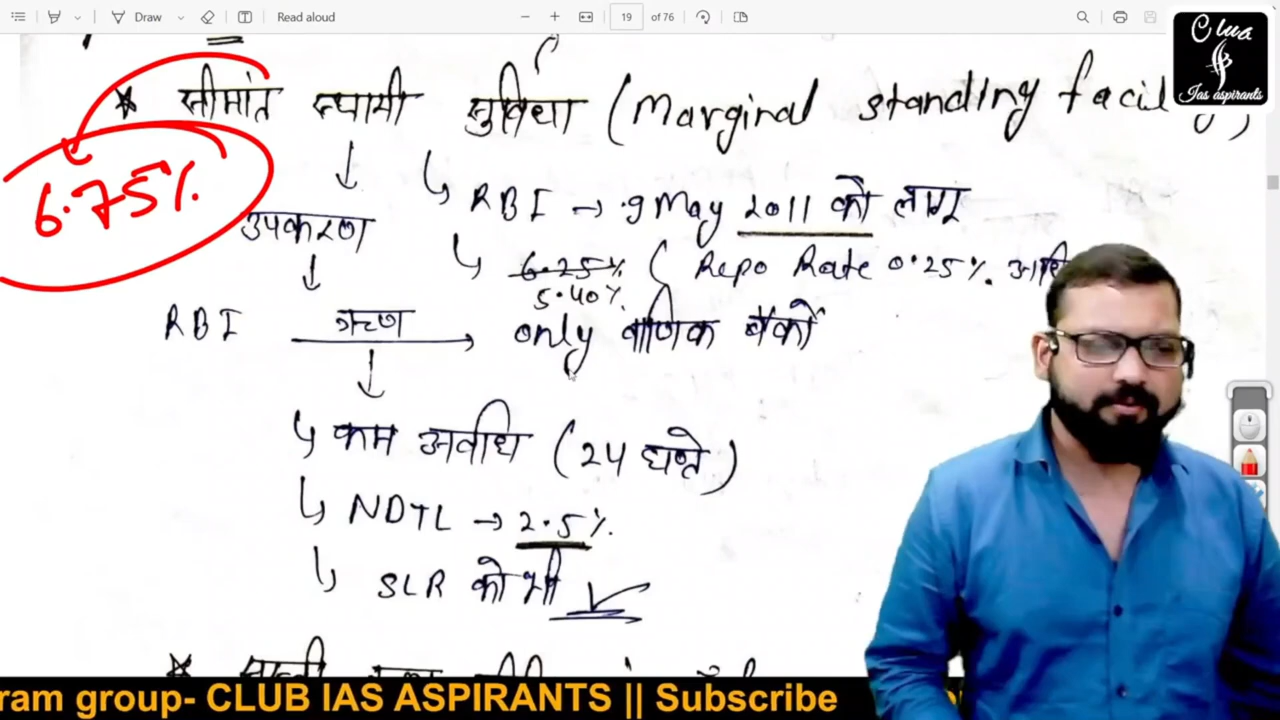 Draw
Read aloud
19 of 76
Club
Ias aspirants
* सीमांत स्थायी सुविधा (Marginal standing facil
6.75%
RBI → 9 May 2011 को लागू
उपकरण
6.25% ( Repo Rate 0.25%
5.40%
RBI ऋण only वाणिक बैंकों
कम अवधि (24 घण्टे)
NDTL → 2.5%
SLR को भी
ram group- CLUB IAS ASPIRANTS || Subscribe